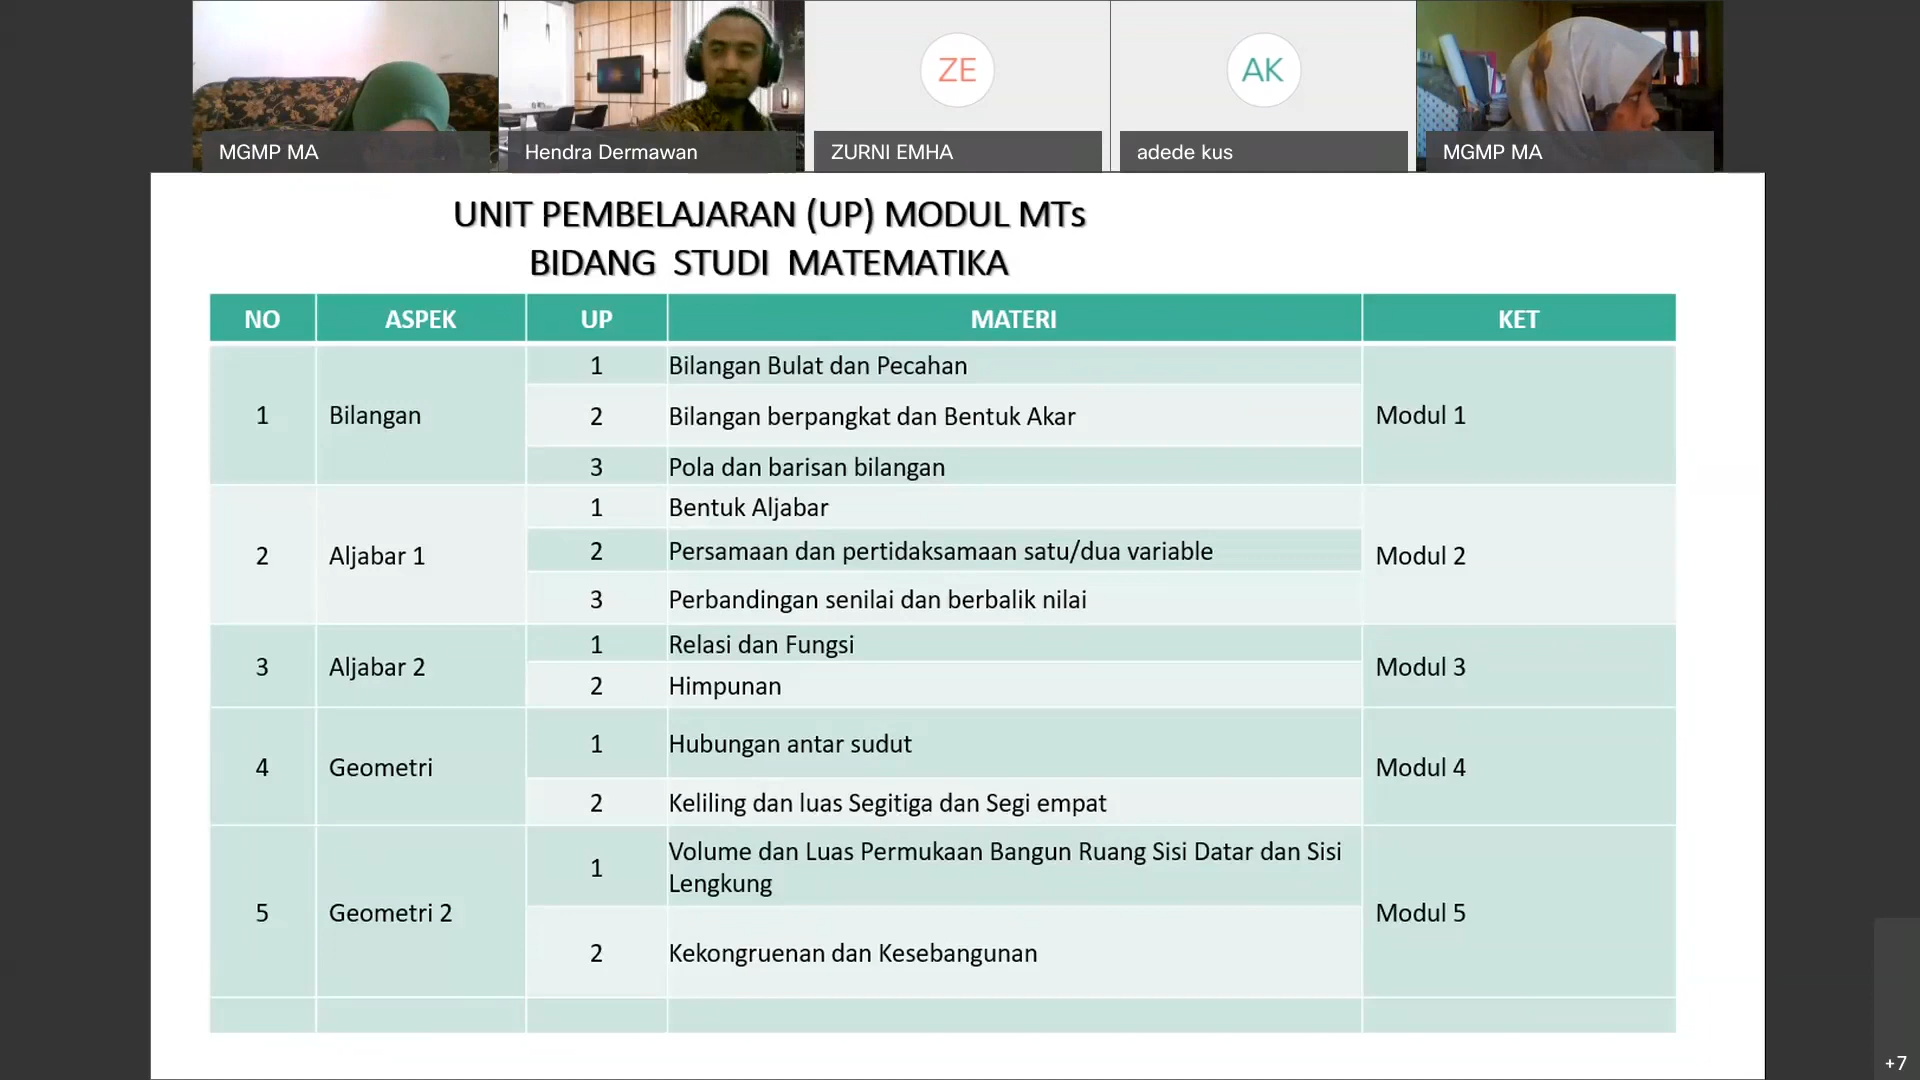 MGMP MA
Hendra Dermawan
ZE
ZURNI EMHA
AK
adede kus
MGMP MA
UNIT PEMBELAJARAN (UP) MODUL MTs
BIDANG STUDI MATEMATIKA
NO ASPEK UP MATERI KET
1 Bilangan 1 Bilangan Bulat dan Pecahan Modul 1
2 Bilangan berpangkat dan Bentuk Akar
3 Pola dan barisan bilangan
2 Aljabar 1 1 Bentuk Aljabar Modul 2
2 Persamaan dan pertidaksamaan satu/dua variable
3 Perbandingan senilai dan berbalik nilai
3 Aljabar 2 1 Relasi dan Fungsi Modul 3
2 Himpunan
4 Geometri 1 Hubungan antar sudut Modul 4
2 Keliling dan luas Segitiga dan Segi empat
5 Geometri 2 1 Volume dan Luas Permukaan Bangun Ruang Sisi Datar dan Sisi
Lengkung Modul 5
2 Kekongruenan dan Kesebangunan
+7